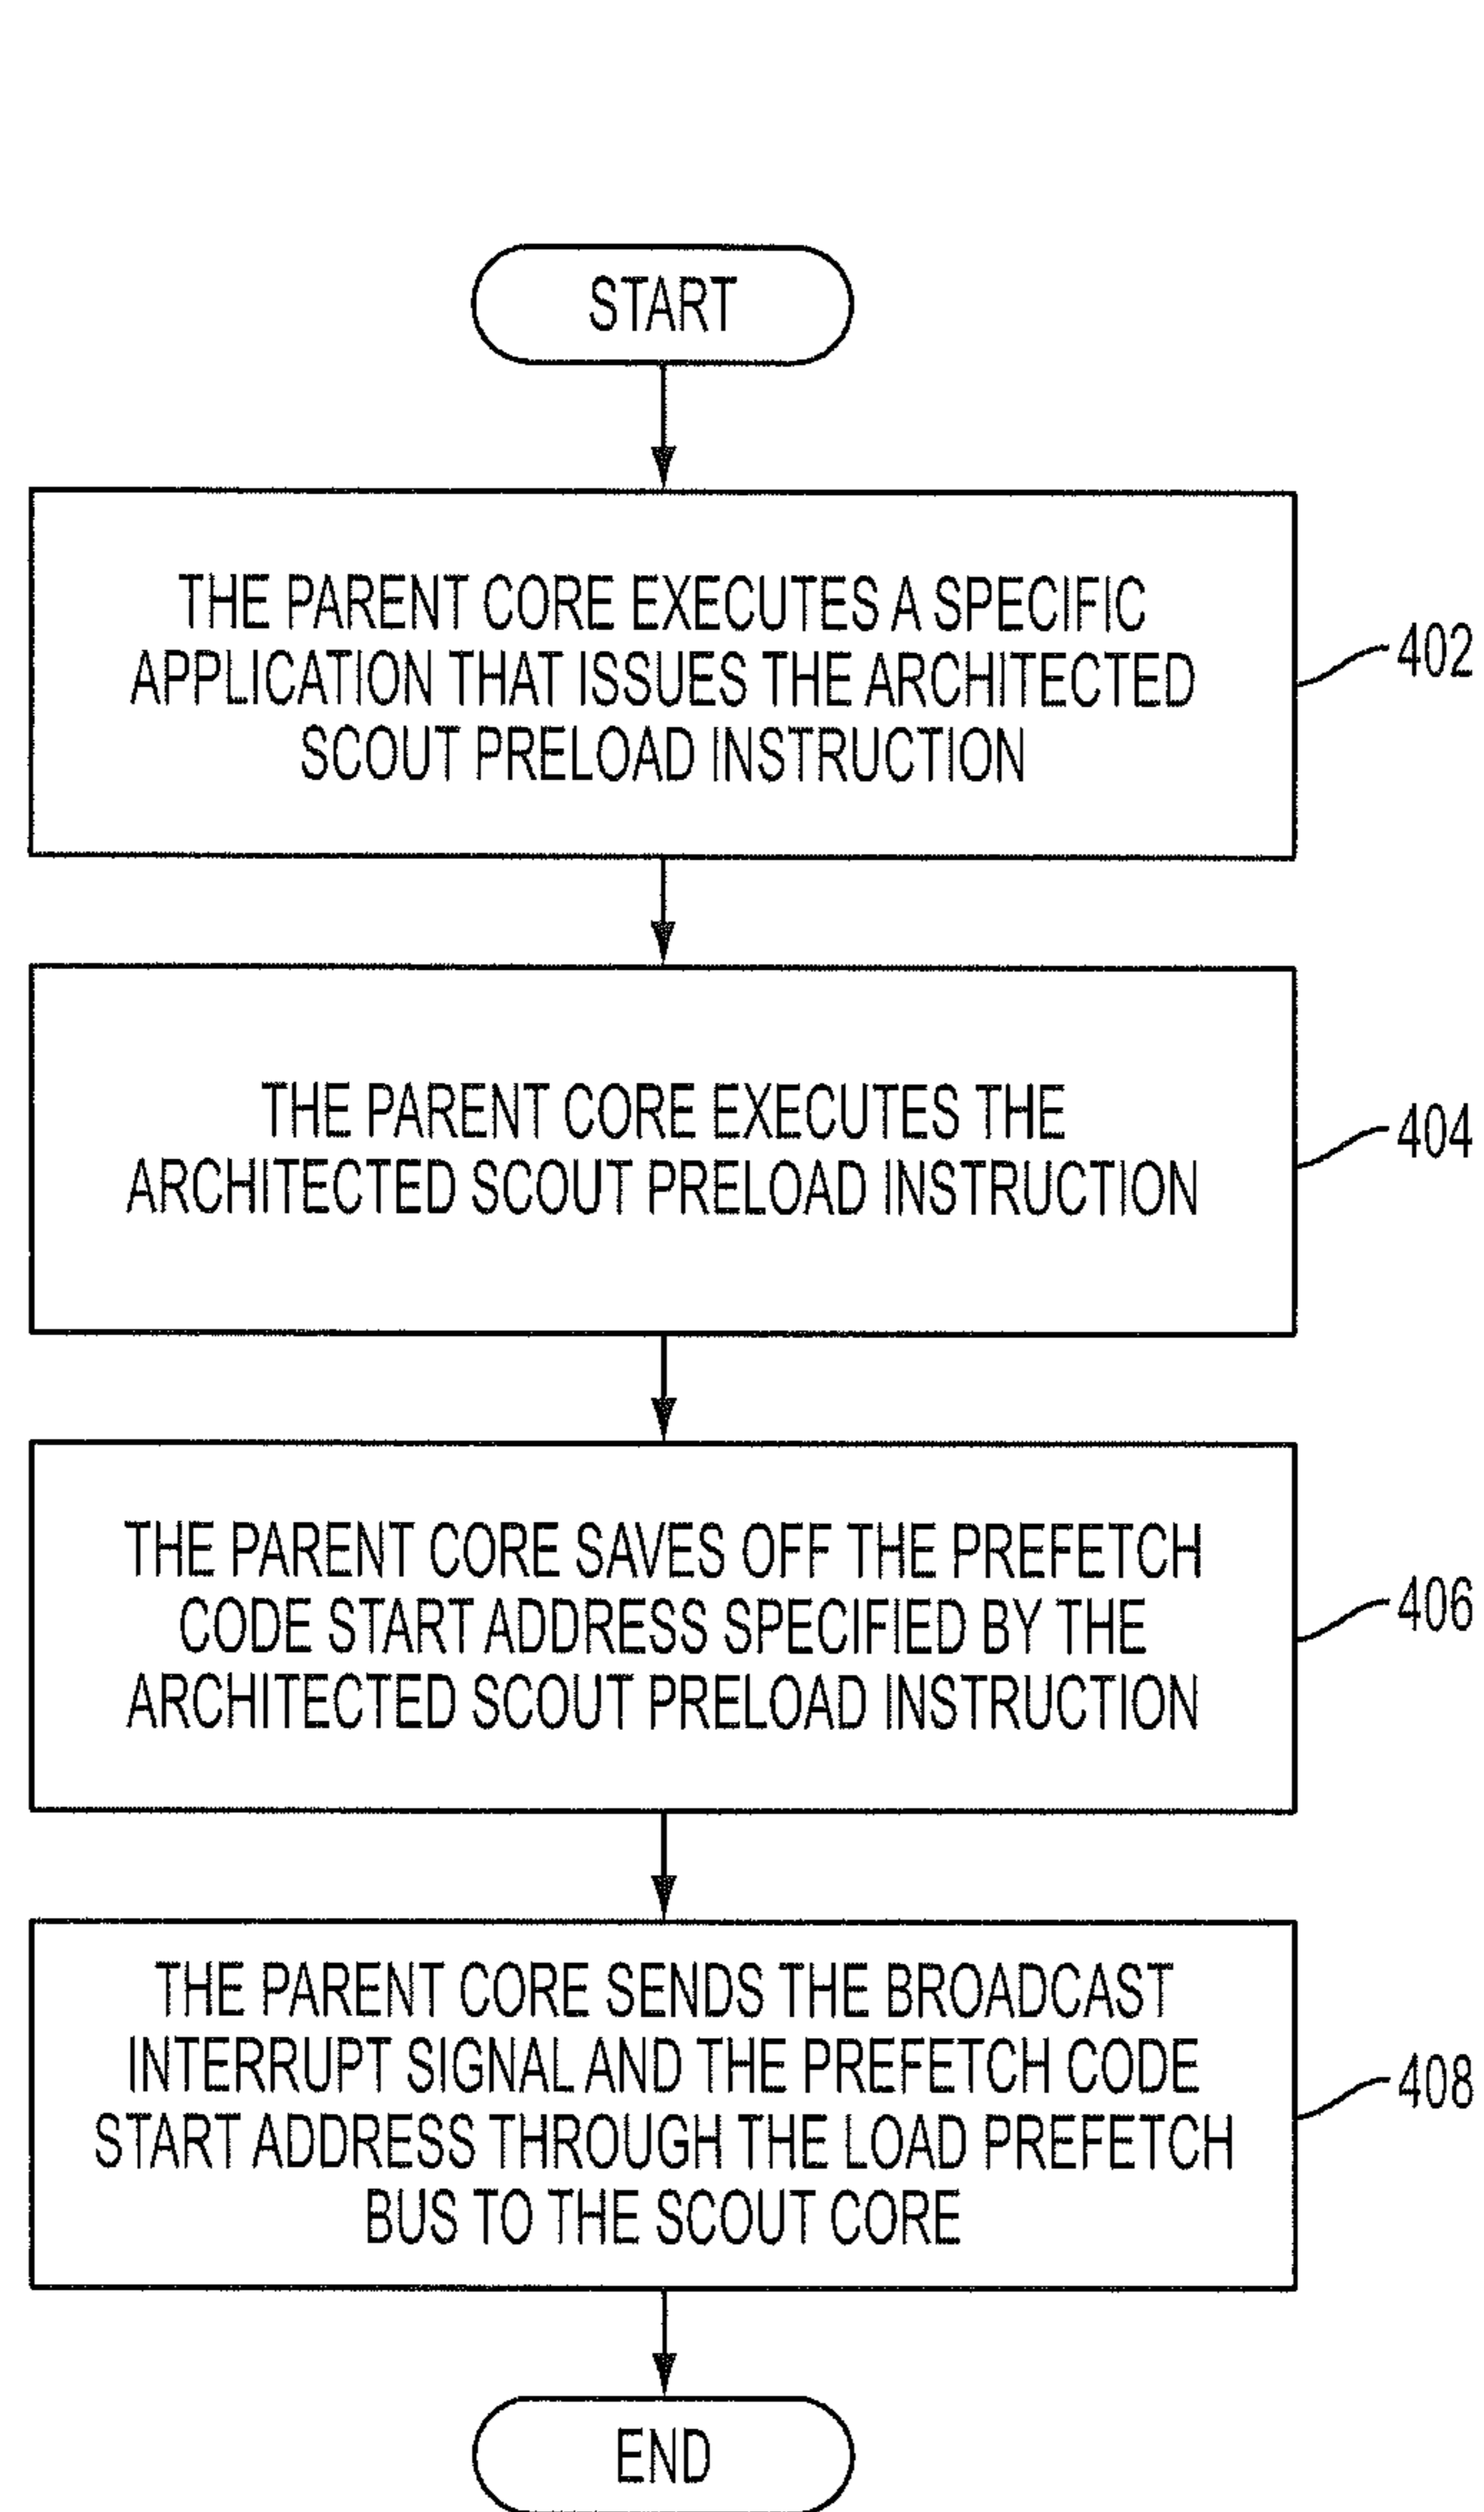 START
THE PARENT CORE EXECUTES A SPECIFIC
APPLICATION THAT ISSUES THE ARCHITECTED
SCOUT PRELOAD INSTRUCTION
402
THE PARENT CORE EXECUTES THE
ARCHITECTED SCOUT PRELOAD INSTRUCTION
404
THE PARENT CORE SAVES OFF THE PREFETCH
CODE START ADDRESS SPECIFIED BY THE
ARCHITECTED SCOUT PRELOAD INSTRUCTION
406
THE PARENT CORE SENDS THE BROADCAST
INTERRUPT SIGNAL AND THE PREFETCH CODE
START ADDRESS THROUGH THE LOAD PREFETCH
BUS TO THE SCOUT CORE
408
END